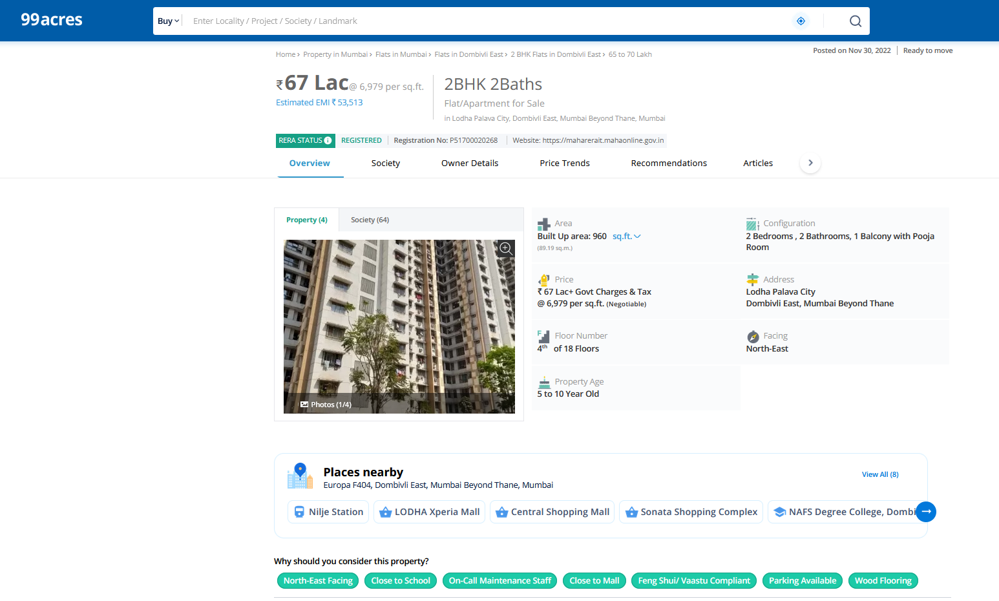 99acres
Buy
Enter Locality / Project / Society / Landmark
Home > Property in Mumbai > Flats in Mumbai > Flats in Dombivli East > 2 BHK Flats in Dombivli East > 65 to 70 Lakh
Posted on Nov 30, 2022 | Ready to move
₹67 Lac@ 6,979 per sq.ft.
Estimated EMI ₹ 53,513
2BHK 2Baths
Flat/Apartment for Sale
in Lodha Palava City, Dombivli East, Mumbai Beyond Thane, Mumbai
RERA STATUS i REGISTERED | Registration No: P51700020268 | Website: https://maharerait.mahaonline.gov.in
Overview Society Owner Details Price Trends Recommendations Articles
Property (4) Society (64)
Photos (1/4)
Area
Built Up area: 960 sq.ft.
(89.19 sq.m.)
Configuration
2 Bedrooms , 2 Bathrooms, 1 Balcony with Pooja
Room
Price
₹ 67 Lac+ Govt Charges & Tax
@ 6,979 per sq.ft. (Negotiable)
Address
Lodha Palava City
Dombivli East, Mumbai Beyond Thane
Floor Number
4th of 18 Floors
Facing
North-East
Property Age
5 to 10 Year Old
Places nearby
Europa F404, Dombivli East, Mumbai Beyond Thane, Mumbai
View All (8)
Nilje Station LODHA Xperia Mall Central Shopping Mall Sonata Shopping Complex NAFS Degree College, Dombi
Why should you consider this property?
North-East Facing Close to School On-Call Maintenance Staff Close to Mall Feng Shui/ Vaastu Compliant Parking Available Wood Flooring